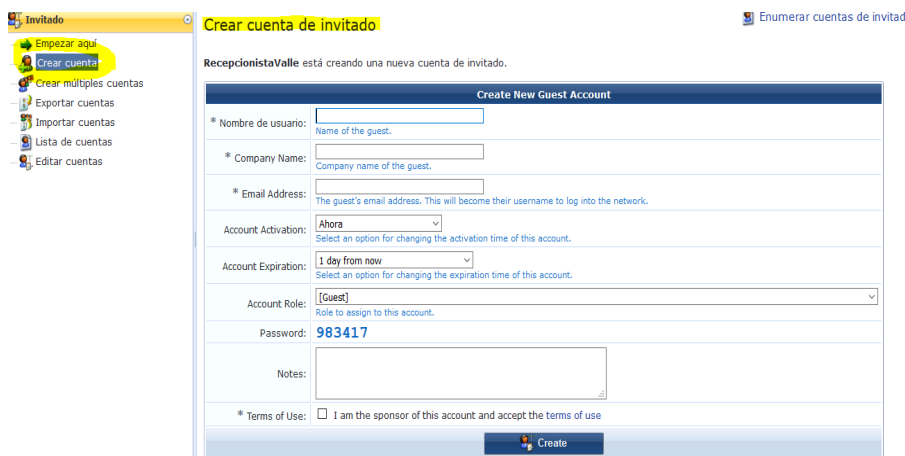 Invitado
Empezar aquí
Crear cuenta
Crear múltiples cuentas
Exportar cuentas
Importar cuentas
Lista de cuentas
Editar cuentas
Crear cuenta de invitado
Enumerar cuentas de invitad
RecepcionistaValle está creando una nueva cuenta de invitado.
Create New Guest Account
* Nombre de usuario:
Name of the guest.
* Company Name:
Company name of the guest.
* Email Address:
The guest's email address. This will become their username to log into the network.
Account Activation: Ahora
Select an option for changing the activation time of this account.
Account Expiration: 1 day from now
Select an option for changing the expiration time of this account.
Account Role: [Guest]
Role to assign to this account.
Password: 983417
Notes:
* Terms of Use: I am the sponsor of this account and accept the terms of use
Create